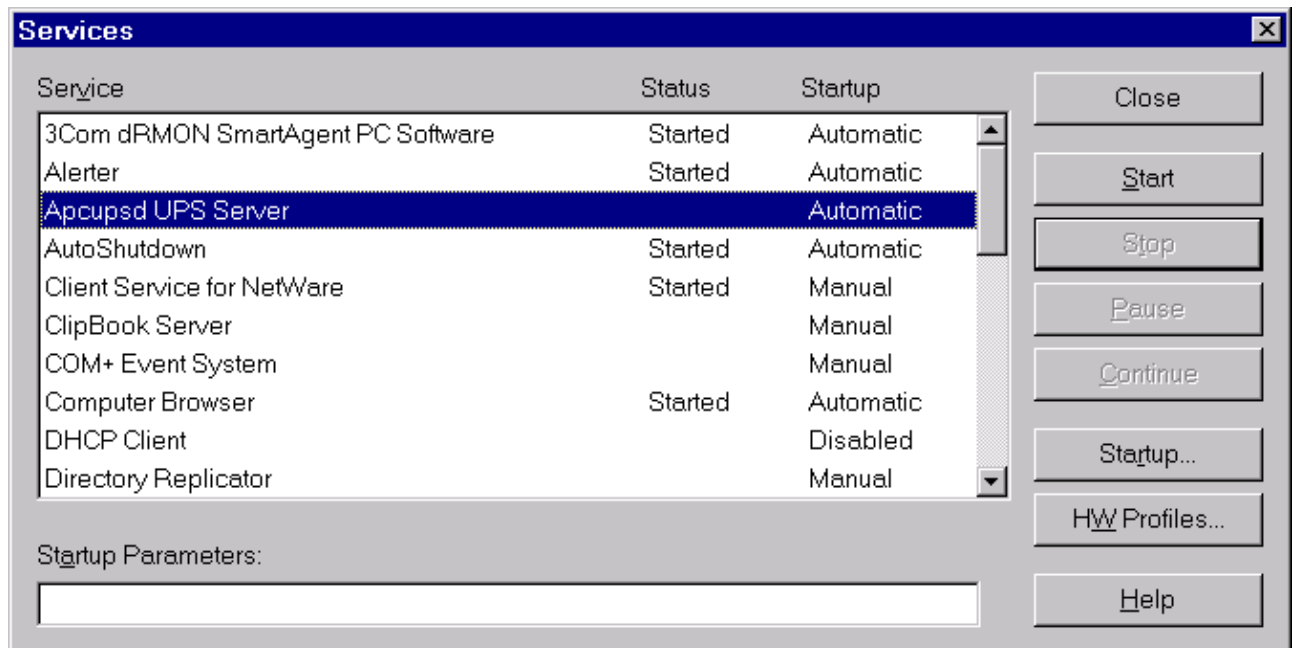 Services
Service Status Startup
3Com dRMON SmartAgent PC Software Started Automatic
Alerter Started Automatic
Apcupsd UPS Server Automatic
AutoShutdown Started Automatic
Client Service for NetWare Started Manual
ClipBook Server Manual
COM+ Event System Manual
Computer Browser Started Automatic
DHCP Client Disabled
Directory Replicator Manual
Startup Parameters:
Close
Start
Stop
Pause
Continue
Startup...
HW Profiles...
Help